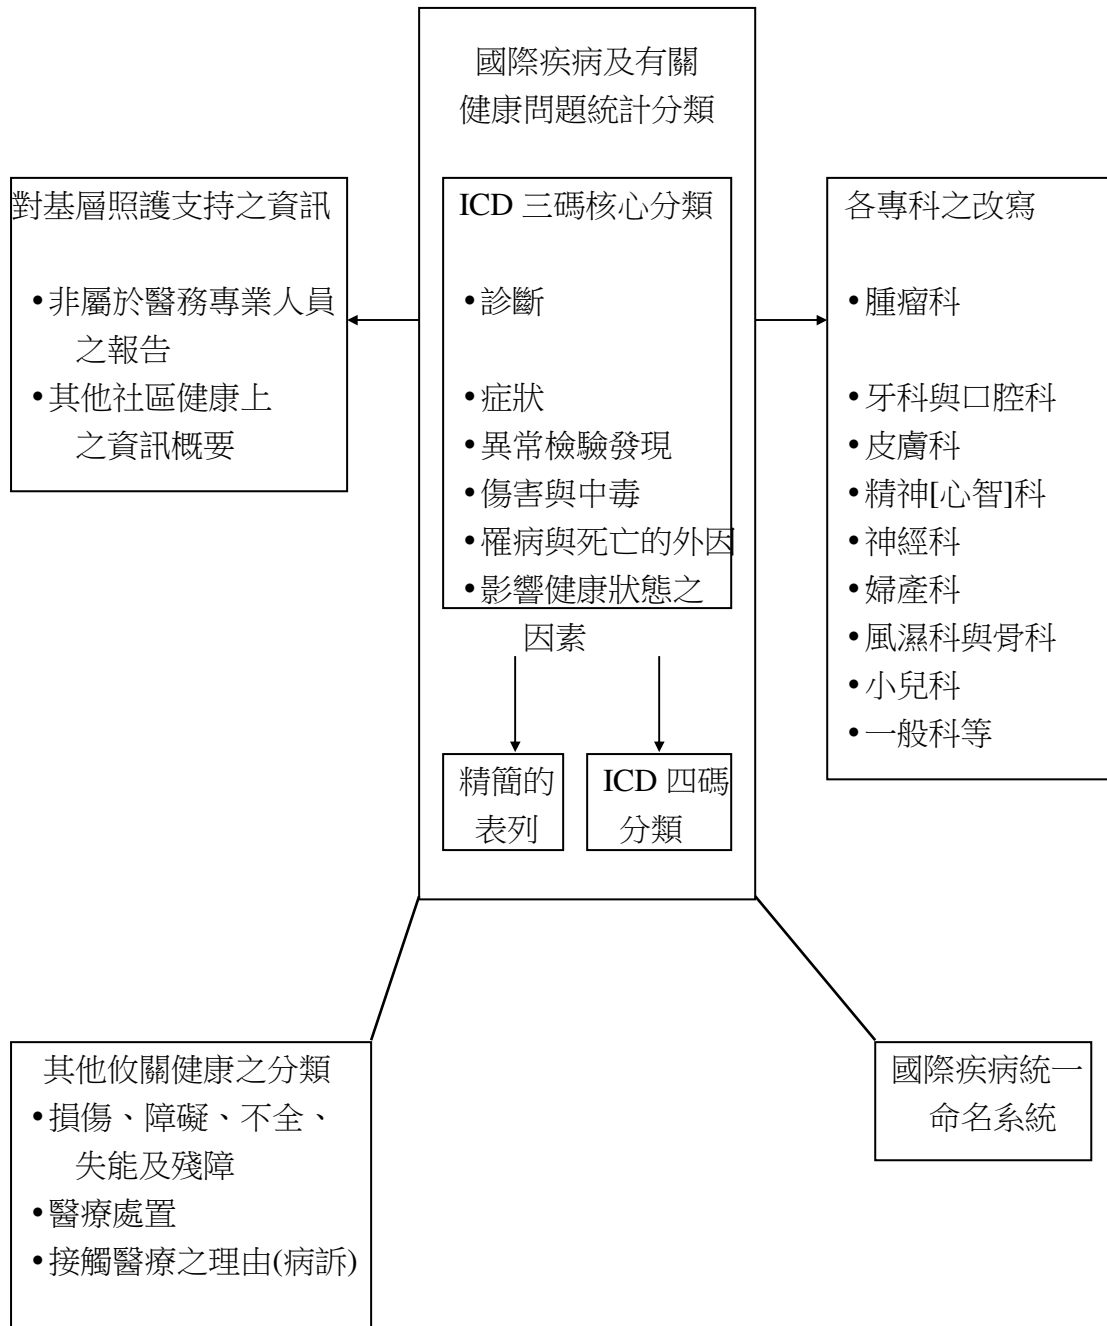 國際疾病及有關
健康問題統計分類
對基層照護支持之資訊
•非屬於醫務專業人員
之報告
•其他社區健康上
之資訊概要
ICD 三碼核心分類
•診斷
•症狀
•異常檢驗發現
•傷害與中毒
•罹病與死亡的外因
•影響健康狀態之
因素
精簡的
表列
ICD 四碼
分類
各專科之改寫
•腫瘤科
•牙科與口腔科
•皮膚科
•精神[心智]科
•神經科
•婦產科
•風濕科與骨科
•小兒科
•一般科等
其他攸關健康之分類
•損傷、障礙、不全、
失能及殘障
•醫療處置
•接觸醫療之理由(病訴)
國際疾病統一
命名系統